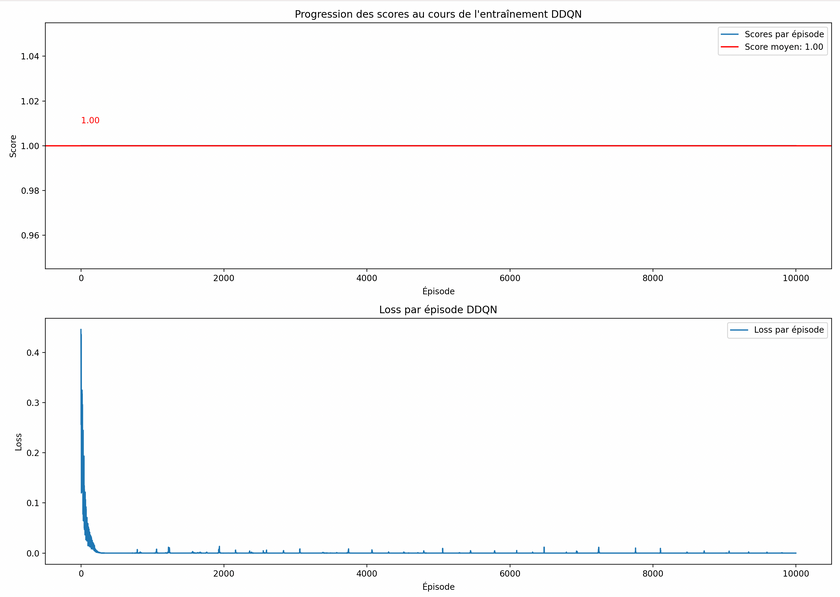 Progression des scores au cours de l'entraînement DDQN
Scores par épisode
Score moyen: 1.00
1.04
1.02
1.00
1.00
0.98
0.96
Score
0 2000 4000 6000 8000 10000
Épisode
Loss par épisode DDQN
Loss par épisode
0.4
0.3
0.2
0.1
0.0
Loss
0 2000 4000 6000 8000 10000
Épisode